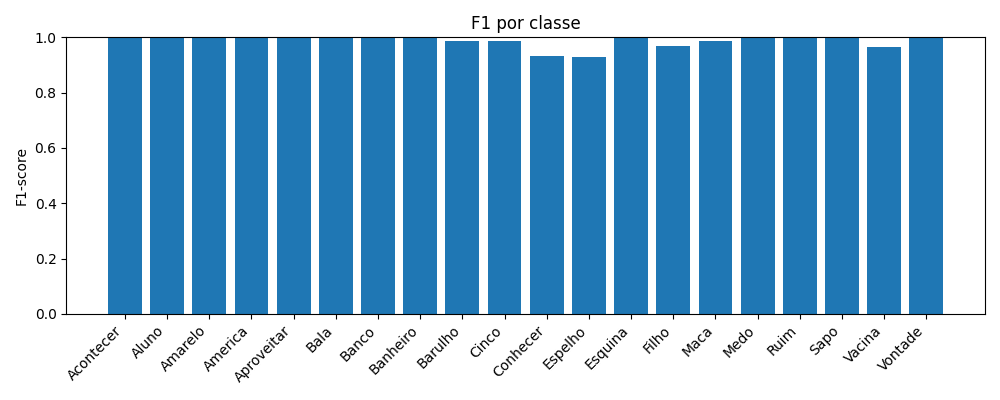 F1 por classe
F1-score
1.0
0.8
0.6
0.4
0.2
0.0
Acontecer
Aluno
Amarelo
America
Aproveitar
Bala
Banco
Banheiro
Barulho
Cinco
Conhecer
Espelho
Esquina
Filho
Maca
Medo
Ruim
Sapo
Vacina
Vontade